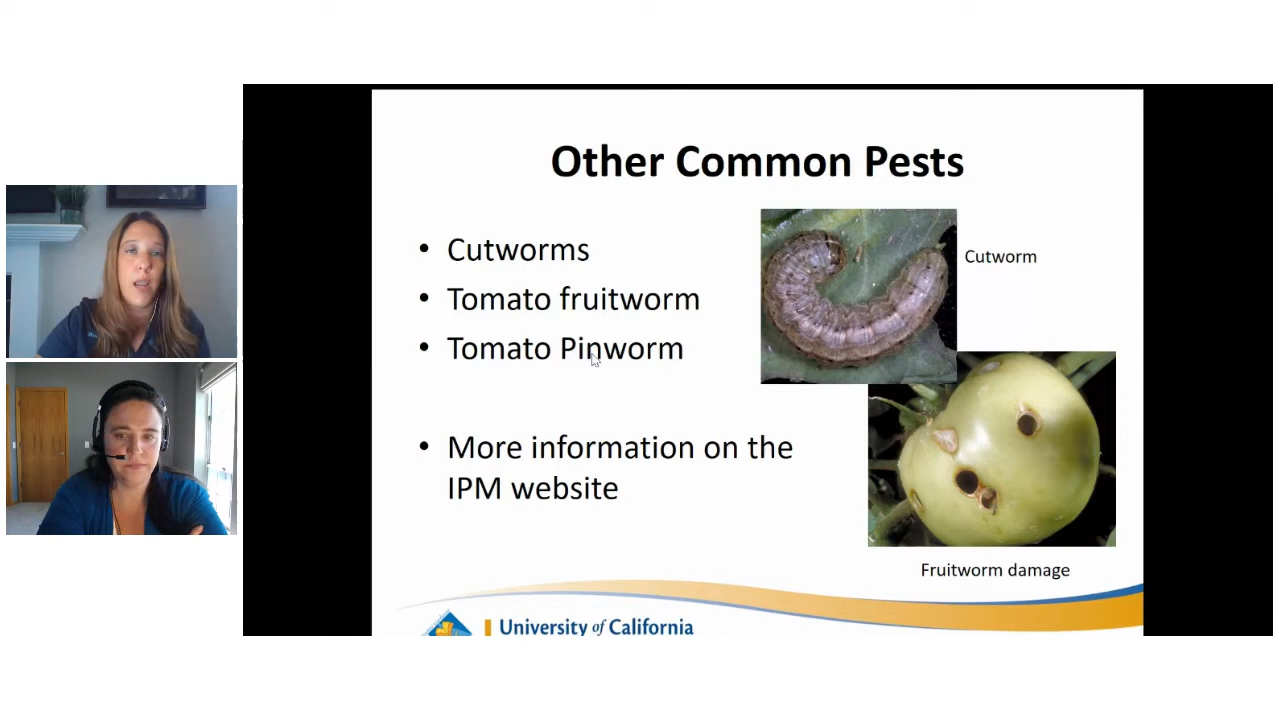 Other Common Pests
• Cutworms
• Tomato fruitworm
• Tomato Pinworm
• More information on the
IPM website
Cutworm
Fruitworm damage
University of California